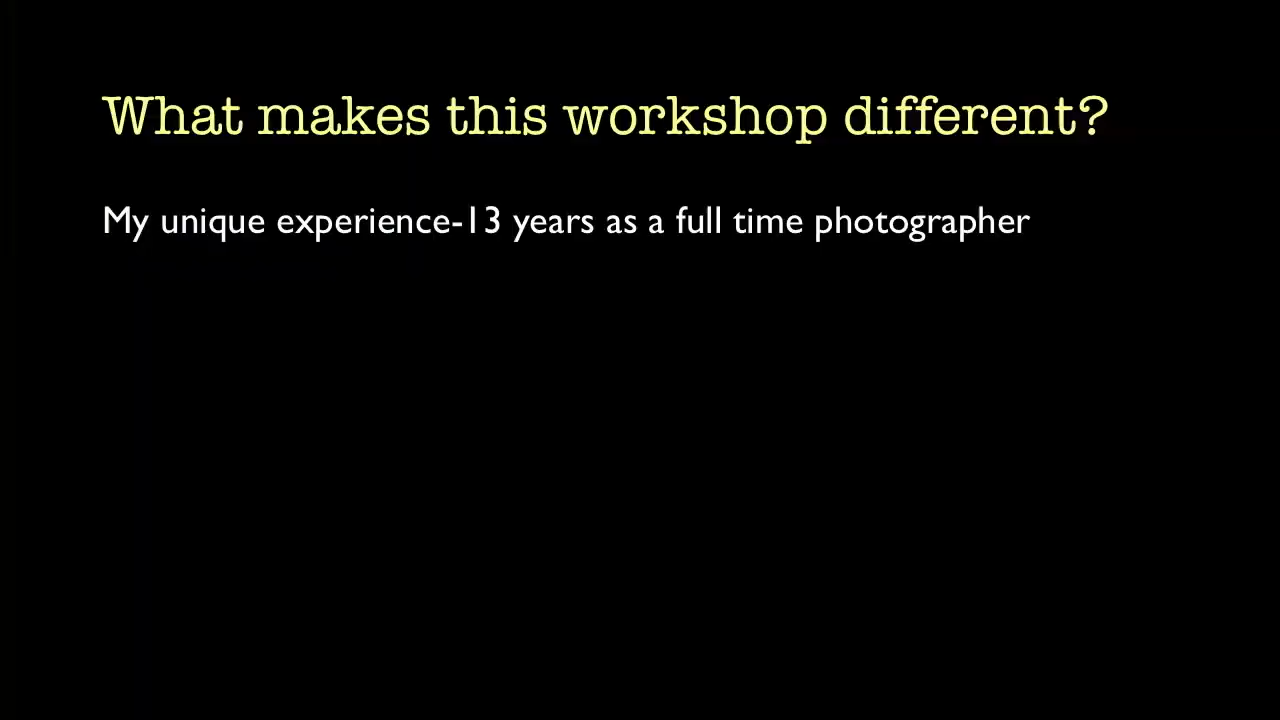 What makes this workshop different?
My unique experience-13 years as a full time photographer